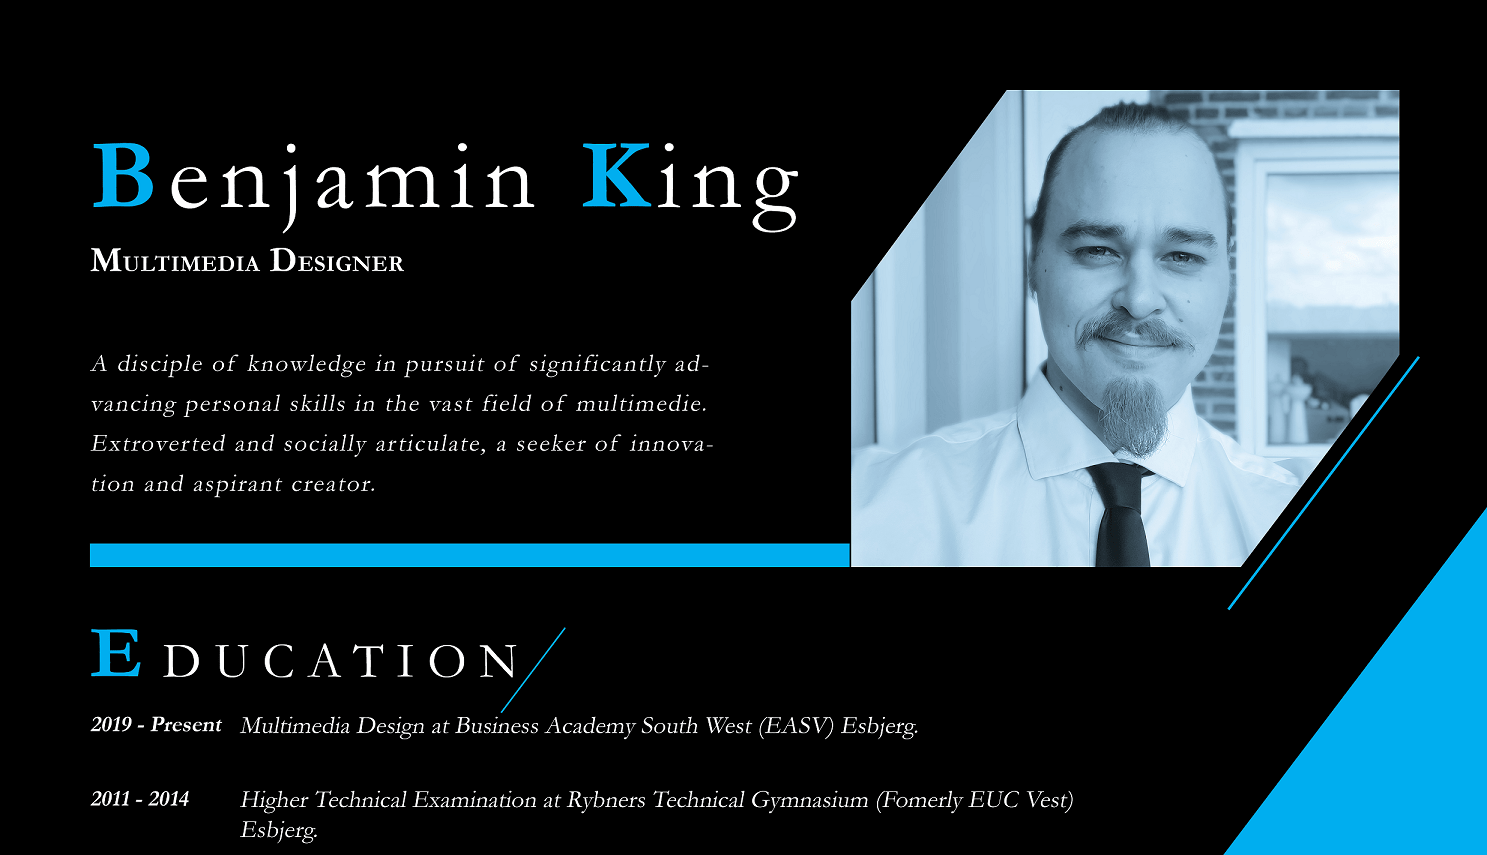 Benjamin King
Multimedia Designer
A disciple of knowledge in pursuit of significantly ad-
vancing personal skills in the vast field of multimedie.
Extroverted and socially articulate, a seeker of innova-
tion and aspirant creator.
EDUCATION
2019 - Present Multimedia Design at Business Academy South West (EASV) Esbjerg.
2011 - 2014 Higher Technical Examination at Rybners Technical Gymnasium (Fomerly EUC Vest)
Esbjerg.